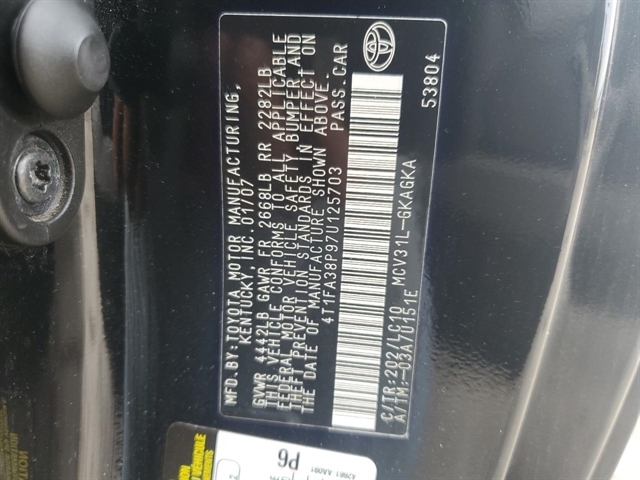 MFD.BY:TOYOTA MOTOR MANUFACTURING,
KENTUCKY, INC. 01/07
GVWR 4442LB GAWR FR 2668LB RR 2282LB
THIS VEHICLE CONFORMS TO ALL APPLICABLE
FEDERAL MOTOR VEHICLE SAFETY, BUMPER, AND
THEFT PREVENTION STANDARDS IN EFFECT ON
THE DATE OF MANUFACTURE SHOWN ABOVE.
4T1FA38P97U125703 PASS. CAR
C/TR:202/LC10 MCV31L-GKAGKA
A/TM:-03A/U151E
53804
P6